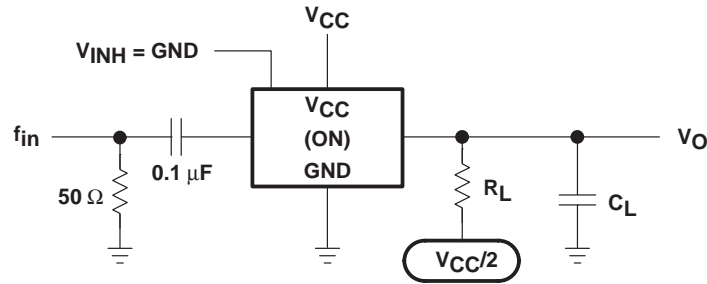 VCC
VINH = GND
VCC
(ON)
GND
fin
0.1 μF
50 Ω
RL
CL
VO
VCC/2